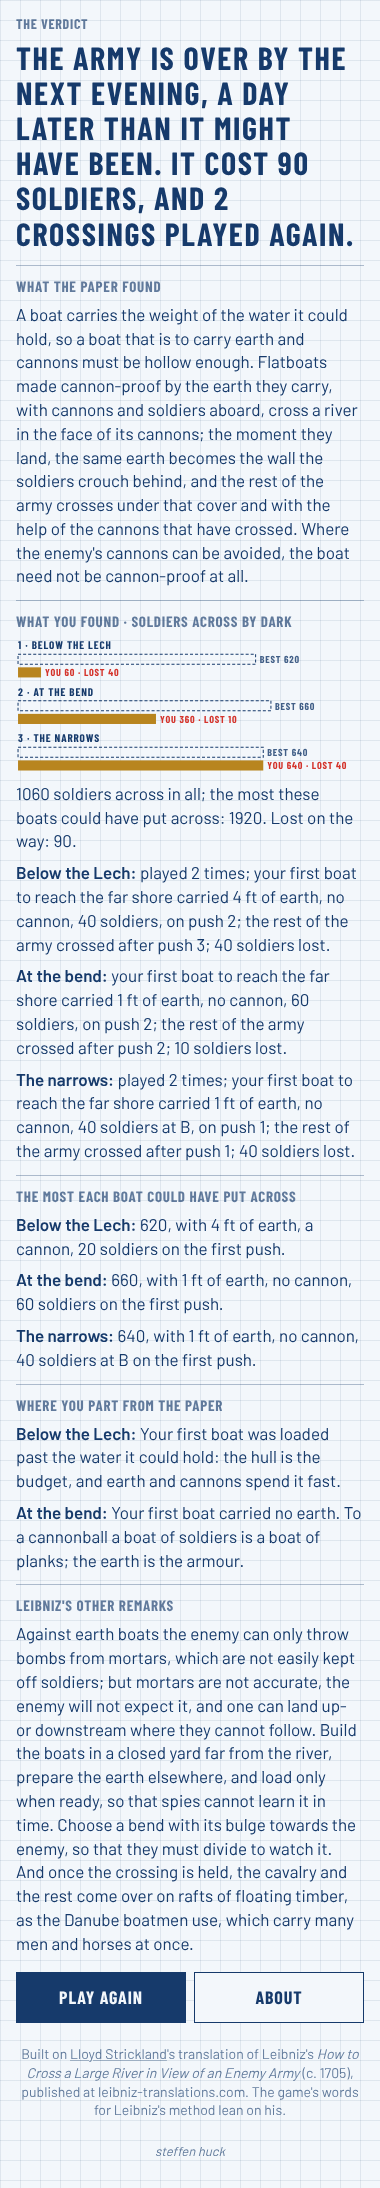 THE VERDICT
THE ARMY IS OVER BY THE
NEXT EVENING, A DAY
LATER THAN IT MIGHT
HAVE BEEN. IT COST 90
SOLDIERS, AND 2
CROSSINGS PLAYED AGAIN.
WHAT THE PAPER FOUND
A boat carries the weight of the water it could
hold, so a boat that is to carry earth and
cannons must be hollow enough. Flatboats
made cannon-proof by the earth they carry,
with cannons and soldiers aboard, cross a river
in the face of its cannons; the moment they
land, the same earth becomes the wall the
soldiers crouch behind, and the rest of the
army crosses under that cover and with the
help of the cannons that have crossed. Where
the enemy's cannons can be avoided, the boat
need not be cannon-proof at all.
WHAT YOU FOUND · SOLDIERS ACROSS BY DARK
1 · BELOW THE LECH
BEST 620
YOU 60 · LOST 40
2 · AT THE BEND
BEST 660
YOU 360 · LOST 10
3 · THE NARROWS
BEST 640
YOU 640 · LOST 40
1060 soldiers across in all; the most these
boats could have put across: 1920. Lost on the
way: 90.
Below the Lech: played 2 times; your first boat
to reach the far shore carried 4 ft of earth, no
cannon, 40 soldiers, on push 2; the rest of the
army crossed after push 3; 40 soldiers lost.
At the bend: your first boat to reach the far
shore carried 1 ft of earth, no cannon, 60
soldiers, on push 2; the rest of the army
crossed after push 2; 10 soldiers lost.
The narrows: played 2 times; your first boat to
reach the far shore carried 1 ft of earth, no
cannon, 40 soldiers at B, on push 1; the rest of
the army crossed after push 1; 40 soldiers lost.
THE MOST EACH BOAT COULD HAVE PUT ACROSS
Below the Lech: 620, with 4 ft of earth, a
cannon, 20 soldiers on the first push.
At the bend: 660, with 1 ft of earth, no cannon,
60 soldiers on the first push.
The narrows: 640, with 1 ft of earth, no cannon,
40 soldiers at B on the first push.
WHERE YOU PART FROM THE PAPER
Below the Lech: Your first boat was loaded
past the water it could hold: the hull is the
budget, and earth and cannons spend it fast.
At the bend: Your first boat carried no earth. To
a cannonball a boat of soldiers is a boat of
planks; the earth is the armour.
LEIBNIZ'S OTHER REMARKS
Against earth boats the enemy can only throw
bombs from mortars, which are not easily kept
off soldiers; but mortars are not accurate, the
enemy will not expect it, and one can land up-
or downstream where they cannot follow. Build
the boats in a closed yard far from the river,
prepare the earth elsewhere, and load only
when ready, so that spies cannot learn it in
time. Choose a bend with its bulge towards the
enemy, so that they must divide to watch it.
And once the crossing is held, the cavalry and
the rest come over on rafts of floating timber,
as the Danube boatmen use, which carry many
men and horses at once.
PLAY AGAIN
ABOUT
Built on Lloyd Strickland's translation of Leibniz's How to
Cross a Large River in View of an Enemy Army (c. 1705),
published at leibniz-translations.com. The game's words
for Leibniz's method lean on his.
steffen huck